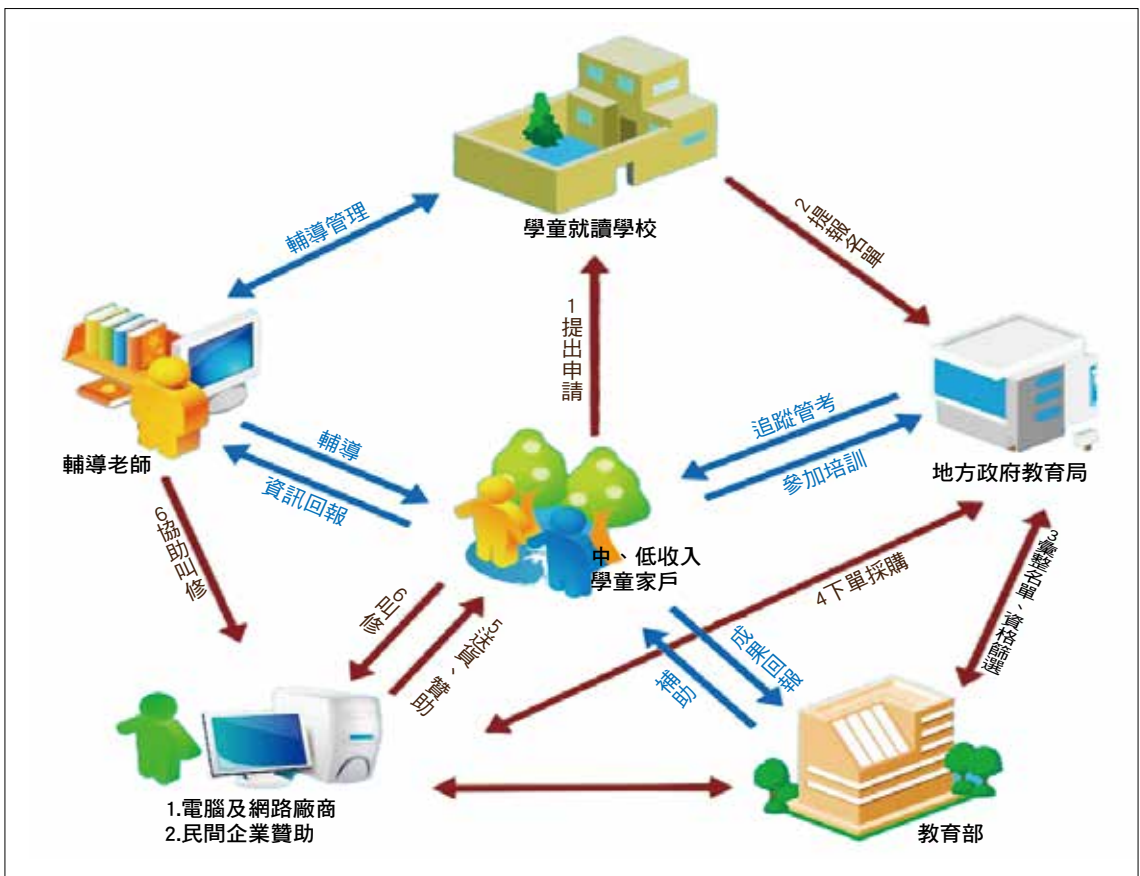 學童就讀學校
輔導管理
2提報名單
1提出申請
輔導老師
輔導
資訊回報
追蹤管考
參加培訓
地方政府教育局
中、低收入
學童家戶
6協助叫修
6叫修
5送貨、贊助
4下單採購
3彙整名單、資格篩選
成果回報
補助
1.電腦及網路廠商
2.民間企業贊助
教育部